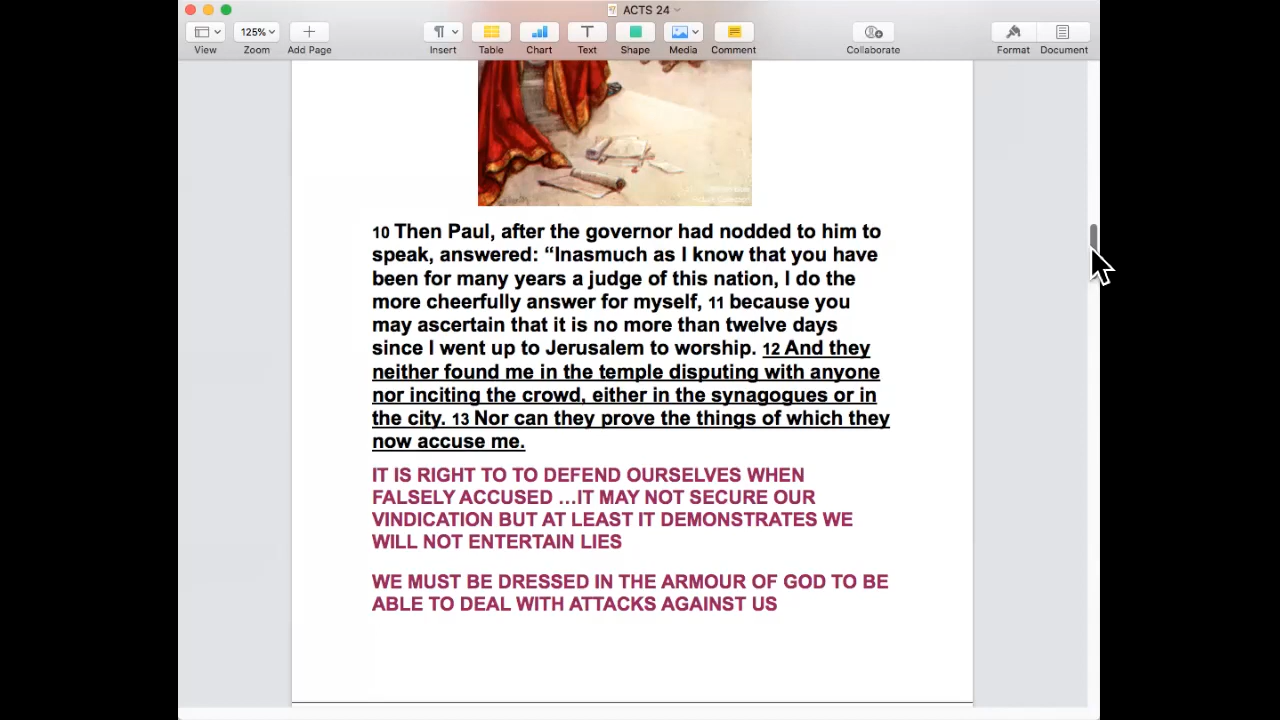 ACTS 24
125%
View
Zoom
Add Page
Insert
Table
Chart
Text
Shape
Media
Comment
Collaborate
Format
Document
10 Then Paul, after the governor had nodded to him to
speak, answered: “Inasmuch as I know that you have
been for many years a judge of this nation, I do the
more cheerfully answer for myself, 11 because you
may ascertain that it is no more than twelve days
since I went up to Jerusalem to worship. 12 And they
neither found me in the temple disputing with anyone
nor inciting the crowd, either in the synagogues or in
the city. 13 Nor can they prove the things of which they
now accuse me.
IT IS RIGHT TO TO DEFEND OURSELVES WHEN
FALSELY ACCUSED …IT MAY NOT SECURE OUR
VINDICATION BUT AT LEAST IT DEMONSTRATES WE
WILL NOT ENTERTAIN LIES
WE MUST BE DRESSED IN THE ARMOUR OF GOD TO BE
ABLE TO DEAL WITH ATTACKS AGAINST US